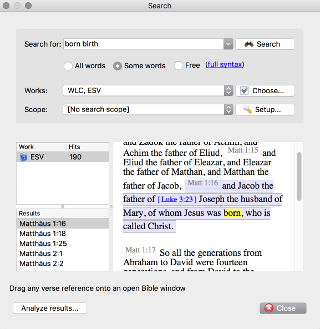 Search
Search for: born birth
Search
All words Some words Free (full syntax)
Works: WLC, ESV Choose...
Scope: [No search scope] Setup...
Work Hits
ESV 190
Results
Matthäus 1:16
Matthäus 1:18
Matthäus 1:25
Matthäus 2:1
Matthäus 2:2
and Zadok the father of Achim, and
Achim the father of Eliud, Matt 1:15 and
Eliud the father of Eleazar, and Eleazar
the father of Matthan, and Matthan the
father of Jacob, Matt 1:16 and Jacob the
father of [Luke 3:23] Joseph the husband of
Mary, of whom Jesus was born, who is
called Christ.
Matt 1:17 So all the generations from
Abraham to David were fourteen
generations, and from David to the
Drag any verse reference onto an open Bible window
Analyze results... Close